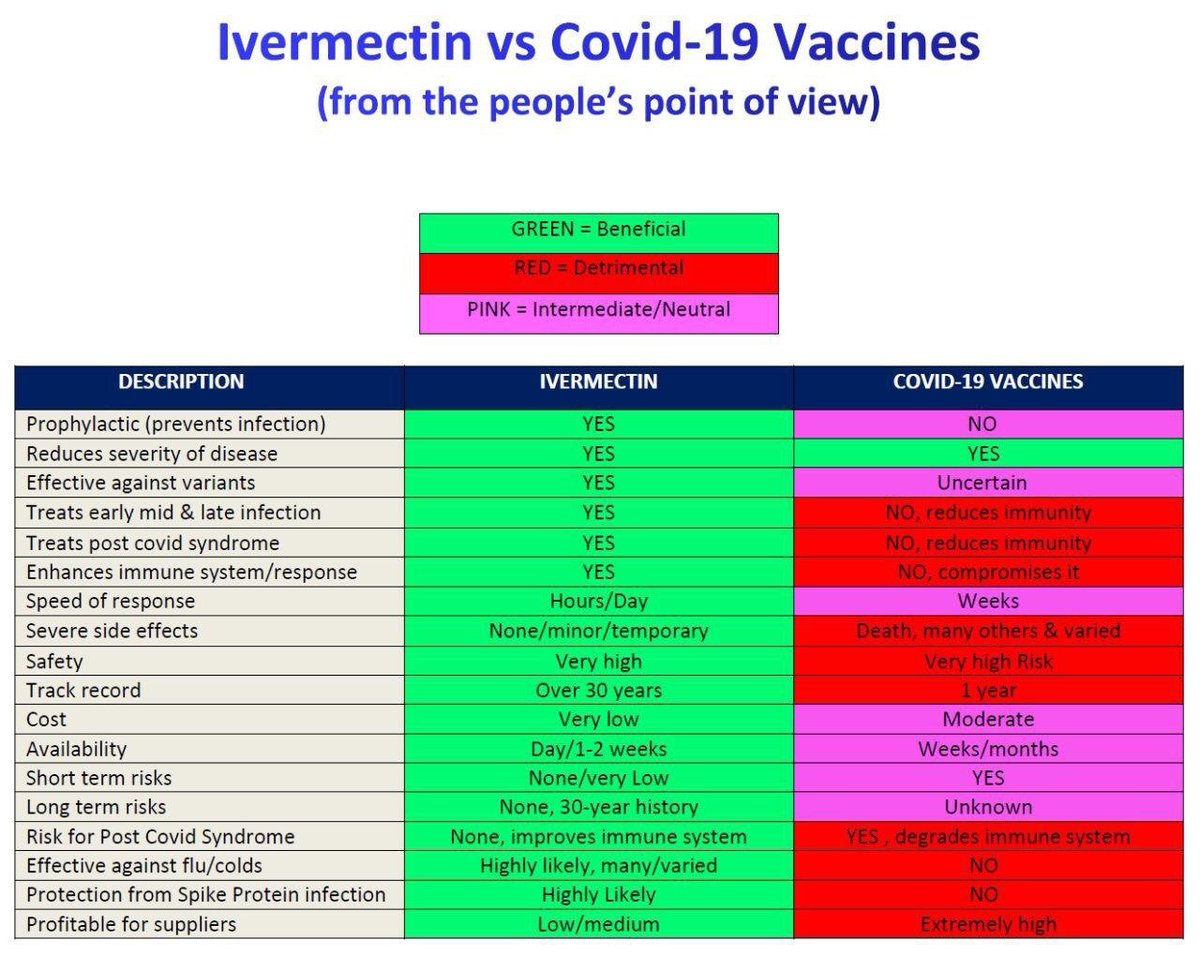 Ivermectin vs Covid-19 Vaccines
(from the people’s point of view)
GREEN = Beneficial
RED = Detrimental
PINK = Intermediate/Neutral
DESCRIPTION IVERMECTIN COVID-19 VACCINES
Prophylactic (prevents infection) YES NO
Reduces severity of disease YES YES
Effective against variants YES Uncertain
Treats early mid & late infection YES NO, reduces immunity
Treats post covid syndrome YES NO, reduces immunity
Enhances immune system/response YES NO, compromises it
Speed of response Hours/Day Weeks
Severe side effects None/minor/temporary Death, many others & varied
Safety Very high Very high Risk
Track record Over 30 years 1 year
Cost Very low Moderate
Availability Day/1-2 weeks Weeks/months
Short term risks None/very Low YES
Long term risks None, 30-year history Unknown
Risk for Post Covid Syndrome None, improves immune system YES , degrades immune system
Effective against flu/colds Highly likely, many/varied NO
Protection from Spike Protein infection Highly Likely NO
Profitable for suppliers Low/medium Extremely high